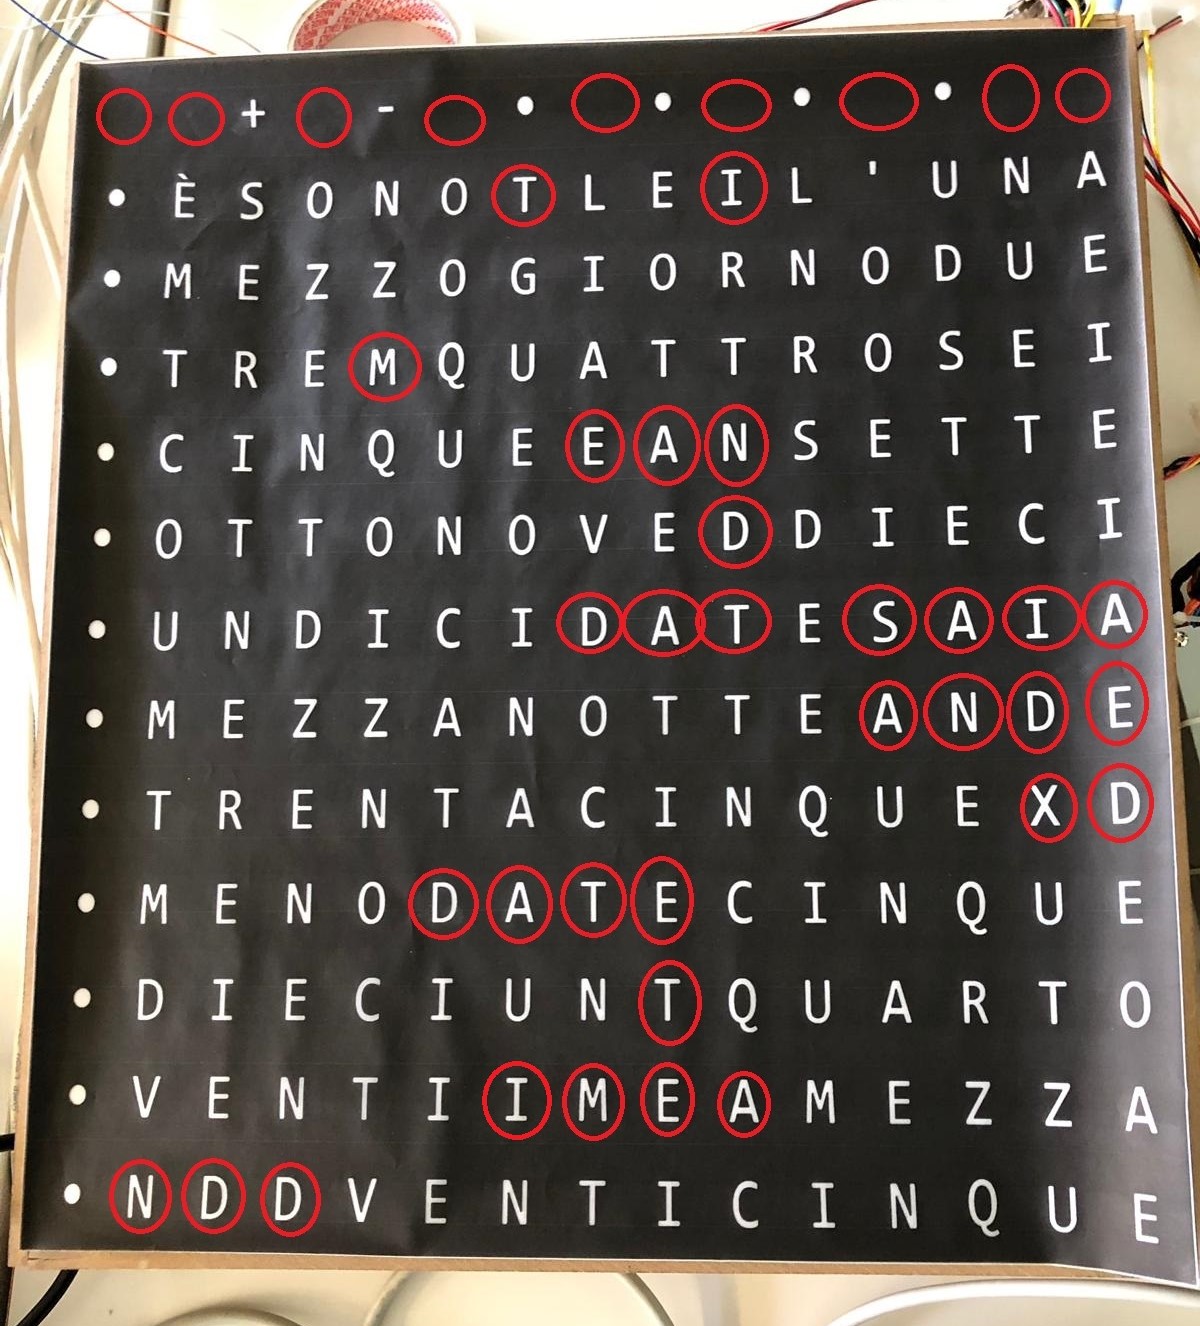 + - • • • •
• È S O N O T L E I L ' U N A
• M E Z Z O G I O R N O D U E
• T R E M Q U A T T R O S E I
• C I N Q U E E A N S E T T E
• O T T O N O V E D D I E C I
• U N D I C I D A T E S A I A
• M E Z Z A N O T T E A N D E
• T R E N T A C I N Q U E X D
• M E N O D A T E C I N Q U E
• D I E C I U N T Q U A R T O
• V E N T I I M E A M E Z Z A
• N D D V E N T I C I N Q U E